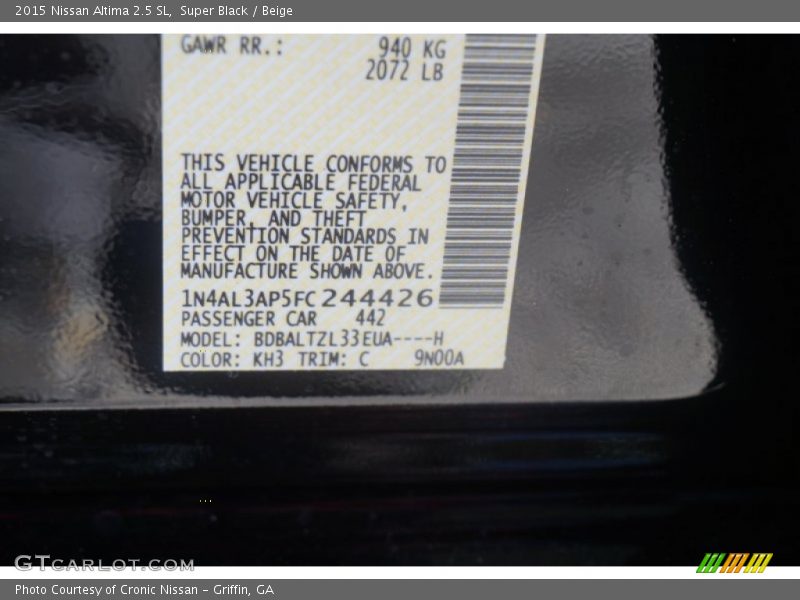 2015 Nissan Altima 2.5 SL,  Super Black / Beige
GAWR RR.: 940 KG
2072 LB
THIS VEHICLE CONFORMS TO
ALL APPLICABLE FEDERAL
MOTOR VEHICLE SAFETY,
BUMPER, AND THEFT
PREVENTION STANDARDS IN
EFFECT ON THE DATE OF
MANUFACTURE SHOWN ABOVE.
1N4AL3AP5FC244426
PASSENGER CAR 442
MODEL: BDBALTZL33EUA----H
COLOR: KH3 TRIM: C 9N00A
GTCARLOT.COM
Photo Courtesy of Cronic Nissan - Griffin, GA